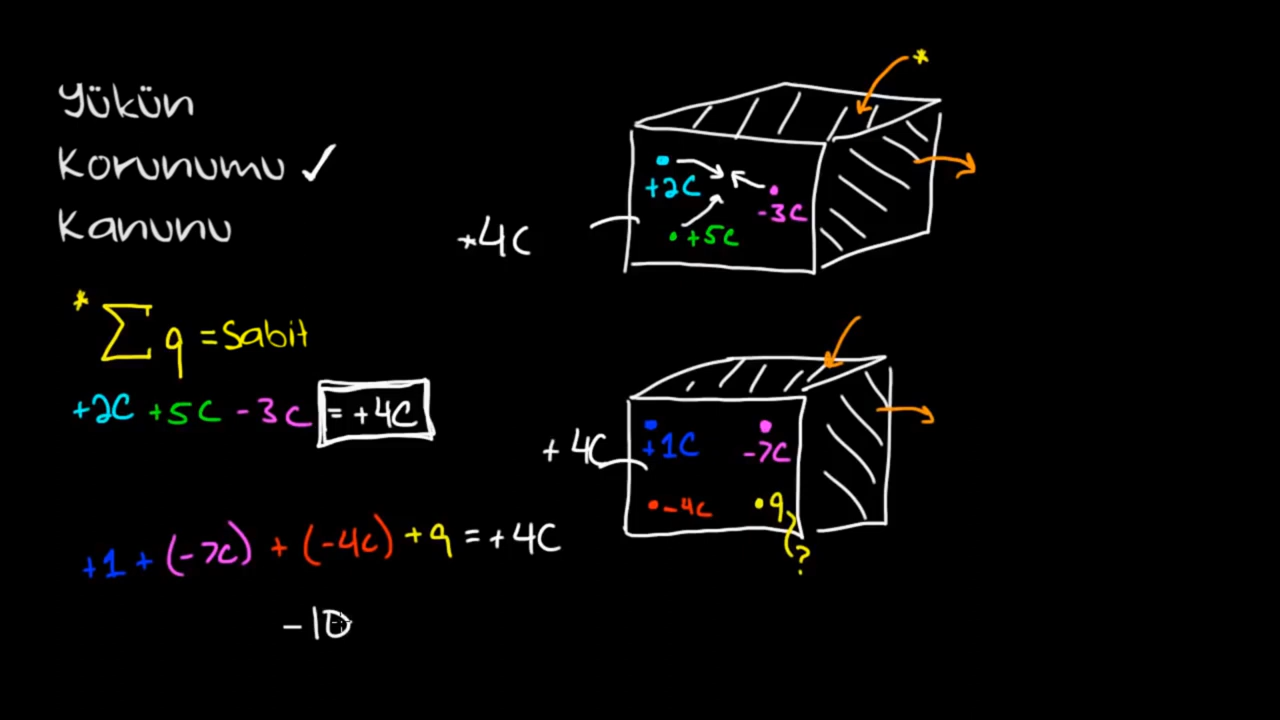 Yükün
Korunumu ✓
Kanunu
* Σ q = Sabit
+2C +5C -3C = +4C
+1 + (-7C) + (-4C) + q = +4C
-10
*
+2C
-3C
+5C
+4C
+4C
+1C
-7C
-4C
q
?